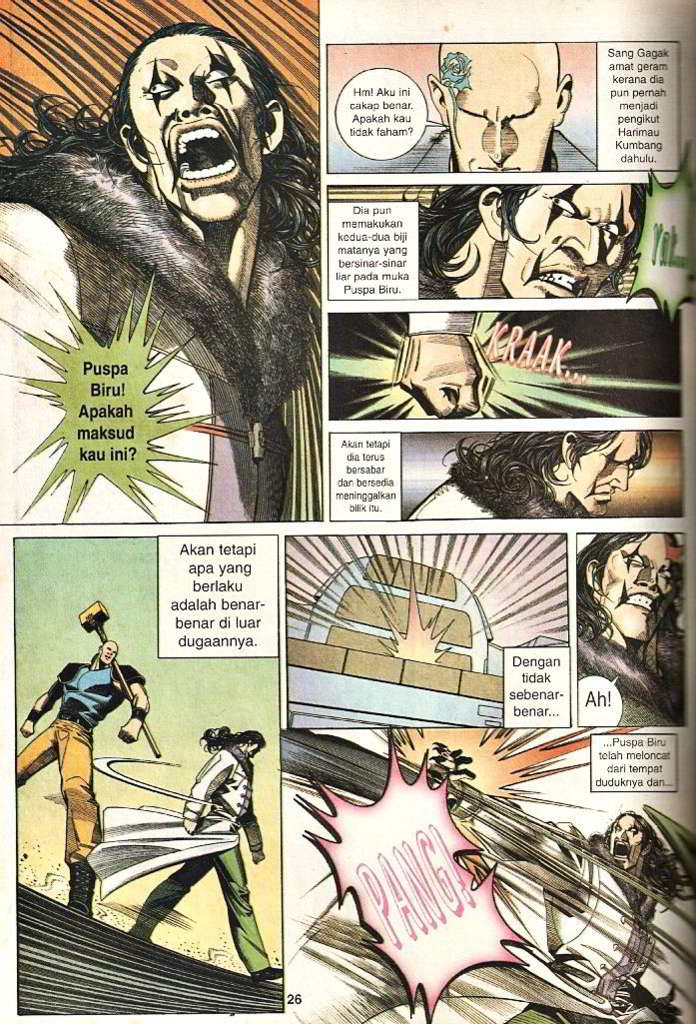 Puspa
Biru!
Apakah
maksud
kau ini?
Hm! Aku ini
cakap benar.
Apakah kau
tidak faham?
Sang Gagak
amat geram
kerana dia
pun pernah
menjadi
pengikut
Harimau
Kumbang
dahulu.
Dia pun
memakukan
kedua-dua biji
matanya yang
bersinar-sinar
liar pada muka
Puspa Biru.
KRAAK...
Akan tetapi
dia terus
bersabar
dan bersedia
meninggalkan
bilik itu.
Akan tetapi
apa yang
berlaku
adalah benar-
benar di luar
dugaannya.
Dengan
tidak
sebenar-
benar...
Ah!
...Puspa Biru
telah meloncat
dari tempat
duduknya dan...
PANG!
26